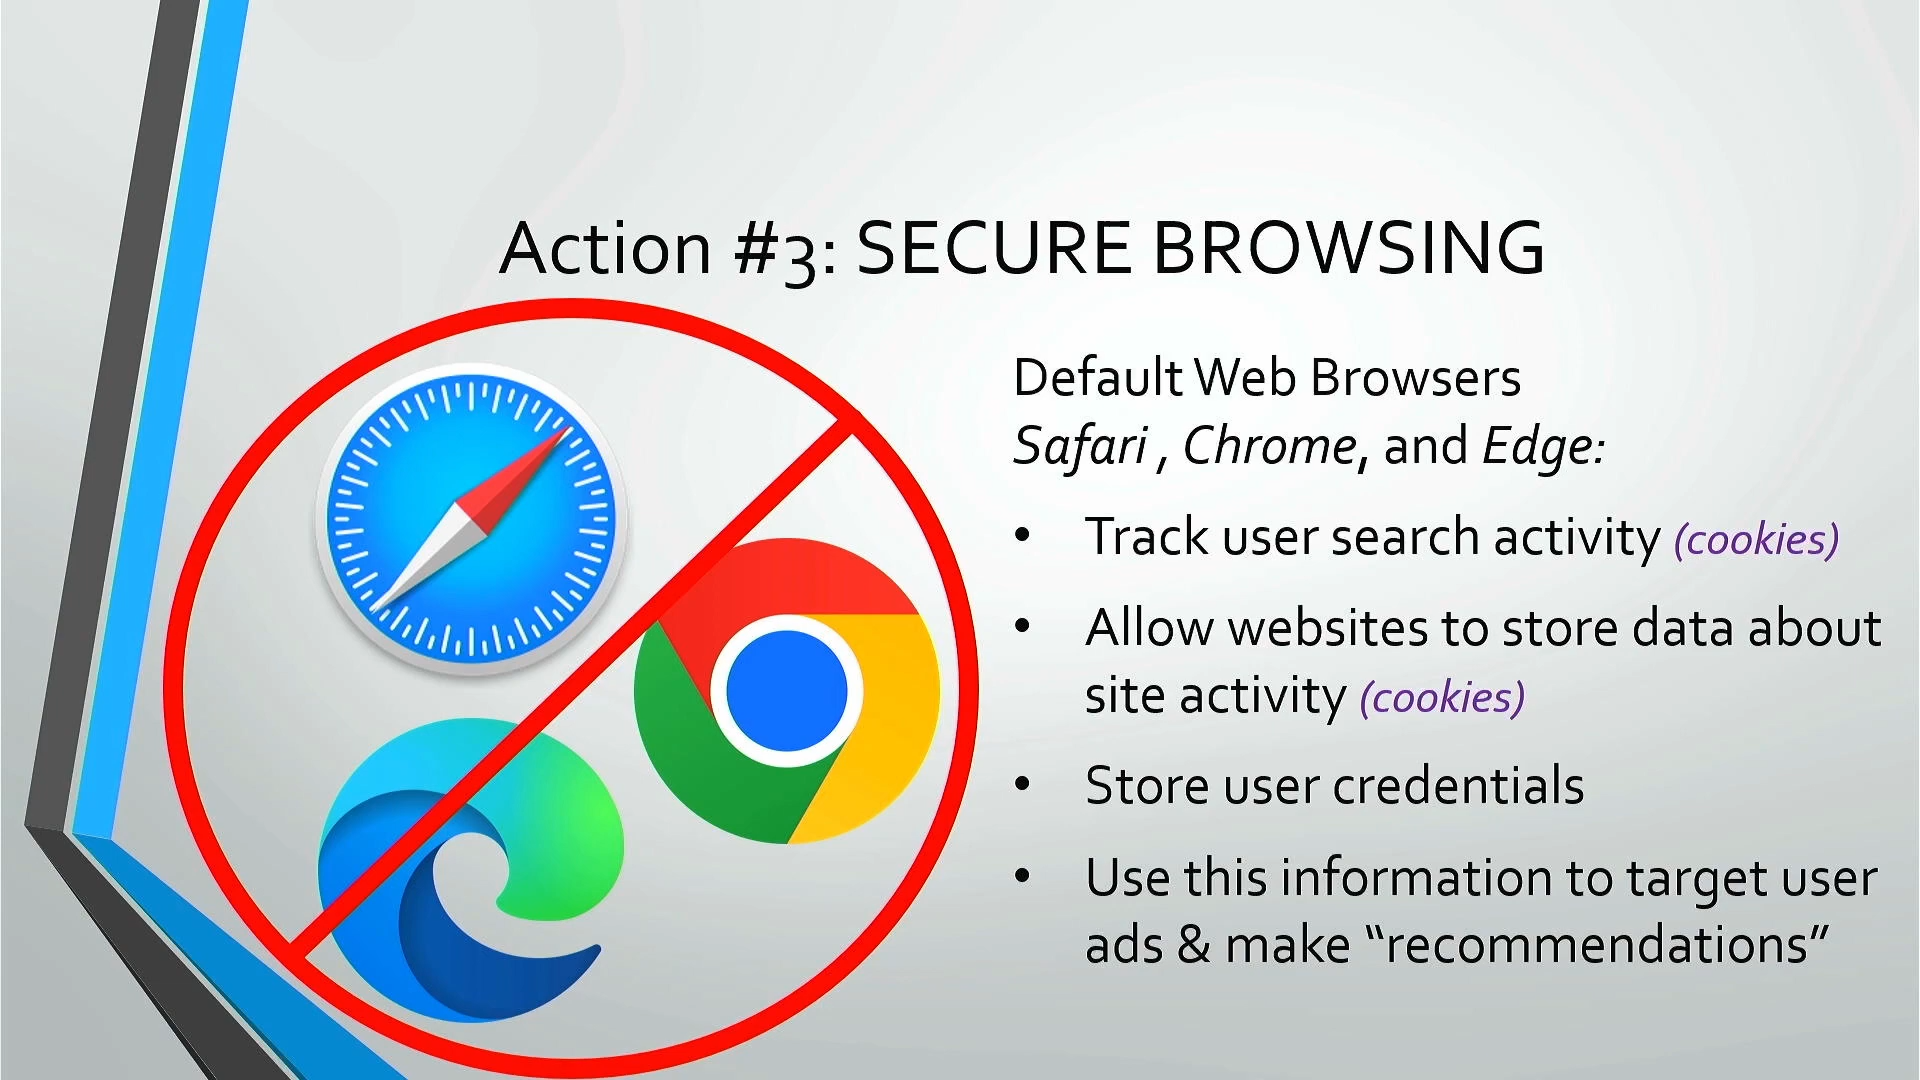 Action #3: SECURE BROWSING
Default Web Browsers
Safari , Chrome, and Edge:
• Track user search activity (cookies)
• Allow websites to store data about
site activity (cookies)
• Store user credentials
• Use this information to target user
ads & make “recommendations”